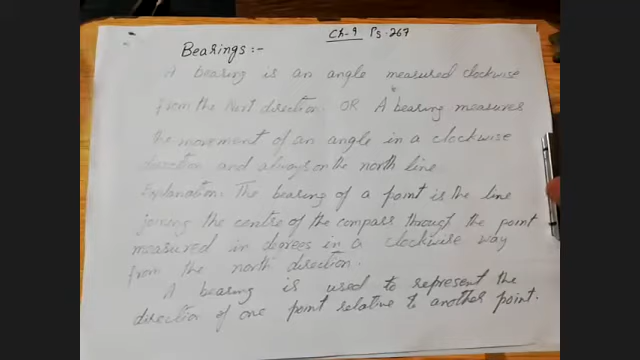 Ch-9 Pg-267
Bearings:-
A bearing is an angle measured clockwise
from the Nort direction. OR A bearing measures
the movement of an angle in a clockwise
direction and always on the north line.
Explanation: The bearing of a point is the line
joining the centre of the compass through the point
measured in degrees in a clockwise way
from the north direction.
A bearing is used to represent the
direction of one point relative to another point.